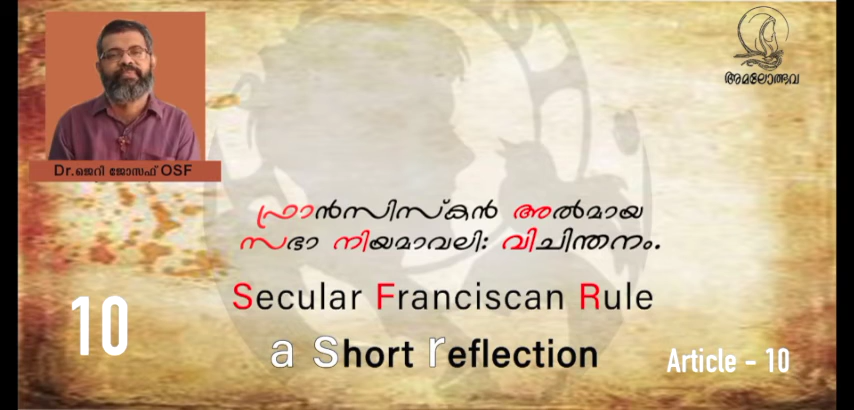 അമലോത്ഭവ
Dr.ജെറി ജോസഫ് OSF
ഫ്രാൻസിസ്കൻ അൽമായ
സഭാ നിയമാവലി: വിചിന്തനം.
Secular Franciscan Rule
10
a Short reflection
Article - 10